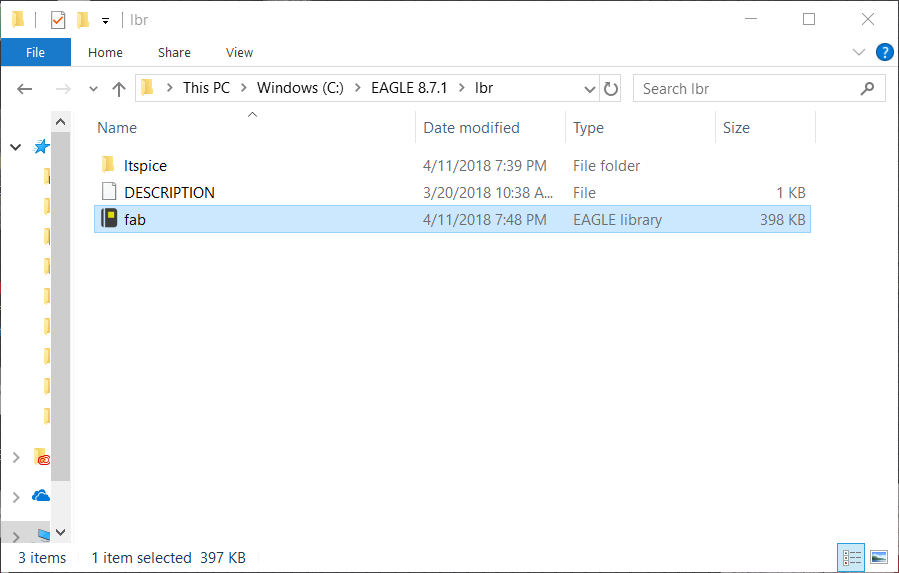 lbr
File Home Share View
This PC Windows (C:) EAGLE 8.7.1 lbr Search lbr
Name Date modified Type Size
ltspice 4/11/2018 7:39 PM File folder
DESCRIPTION 3/20/2018 10:38 A... File 1 KB
fab 4/11/2018 7:48 PM EAGLE library 398 KB
3 items 1 item selected 397 KB